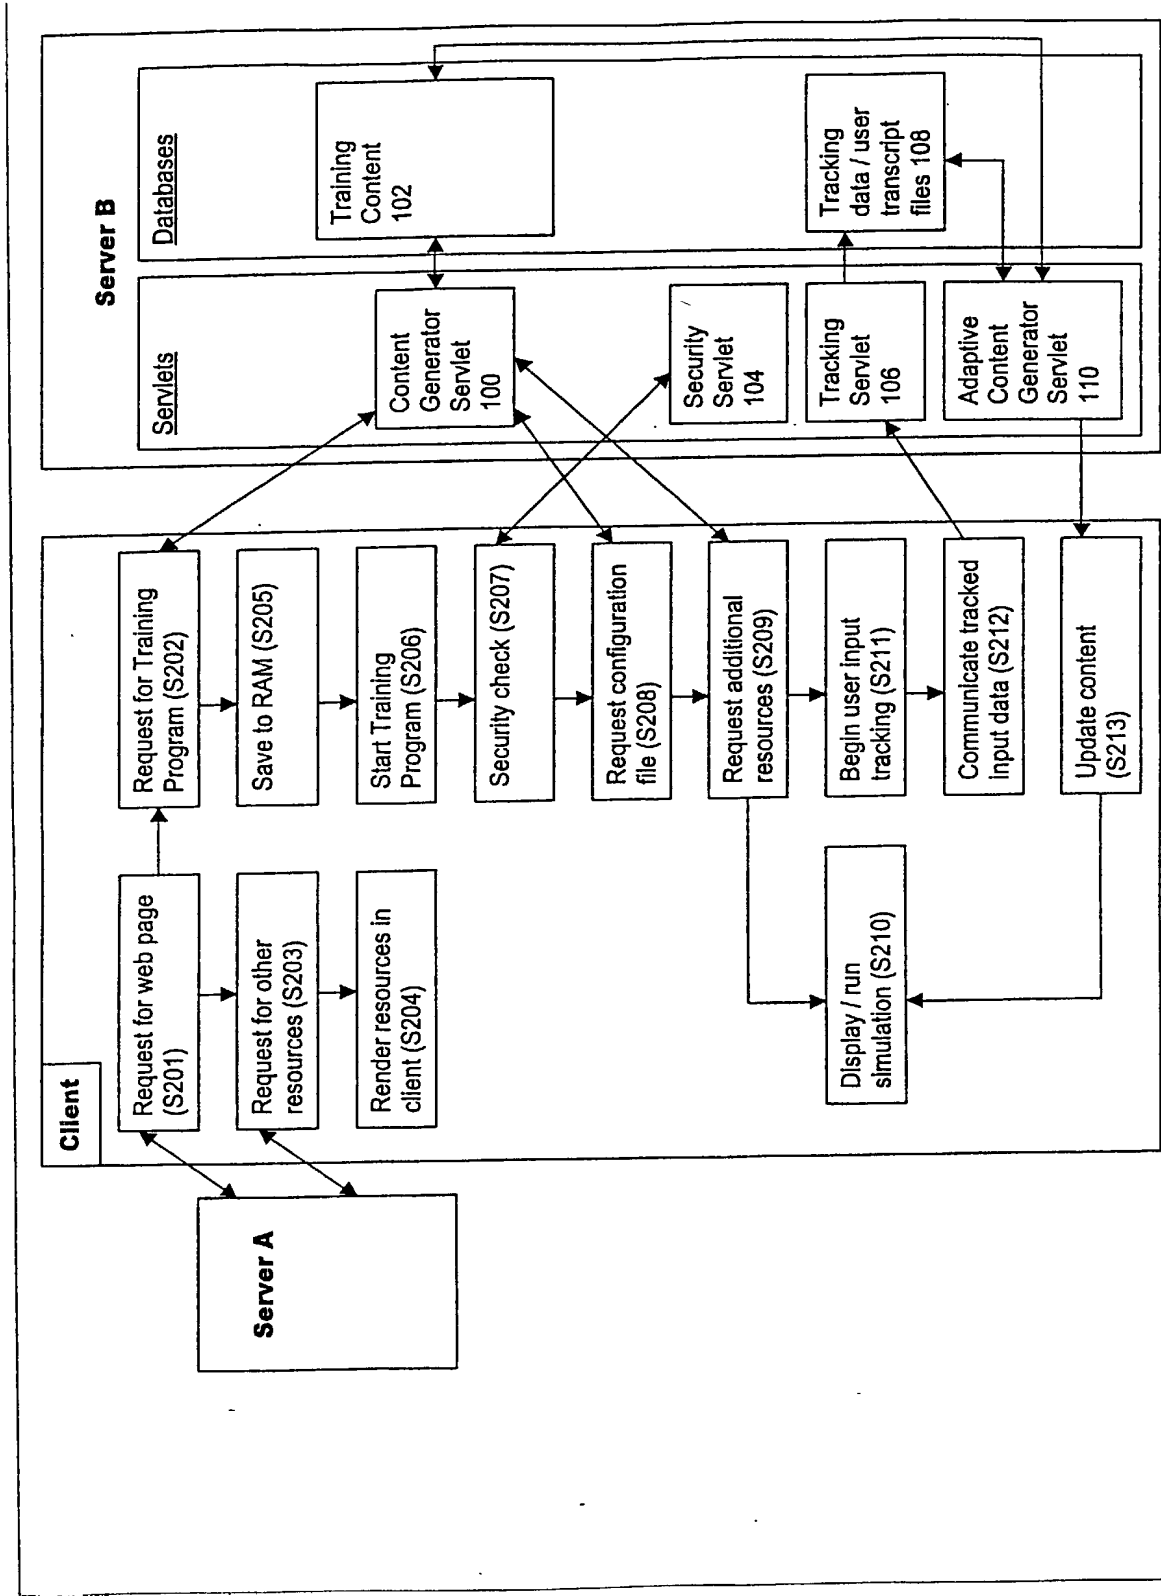 Server A
Client
Request for web page
(S201)
Request for other
resources (S203)
Render resources in
client (S204)
Display / run
simulation (S210)
Request for Training
Program (S202)
Save to RAM (S205)
Start Training
Program (S206)
Security check (S207)
Request configuration
file (S208)
Request additional
resources (S209)
Begin user input
tracking (S211)
Communicate tracked
input data (S212)
Update content
(S213)
Server B
Servlets
Content
Generator
Servlet
100
Security
Servlet
104
Tracking
Servlet
106
Adaptive
Content
Generator
Servlet
110
Databases
Training
Content
102
Tracking
data / user
transcript
files 108